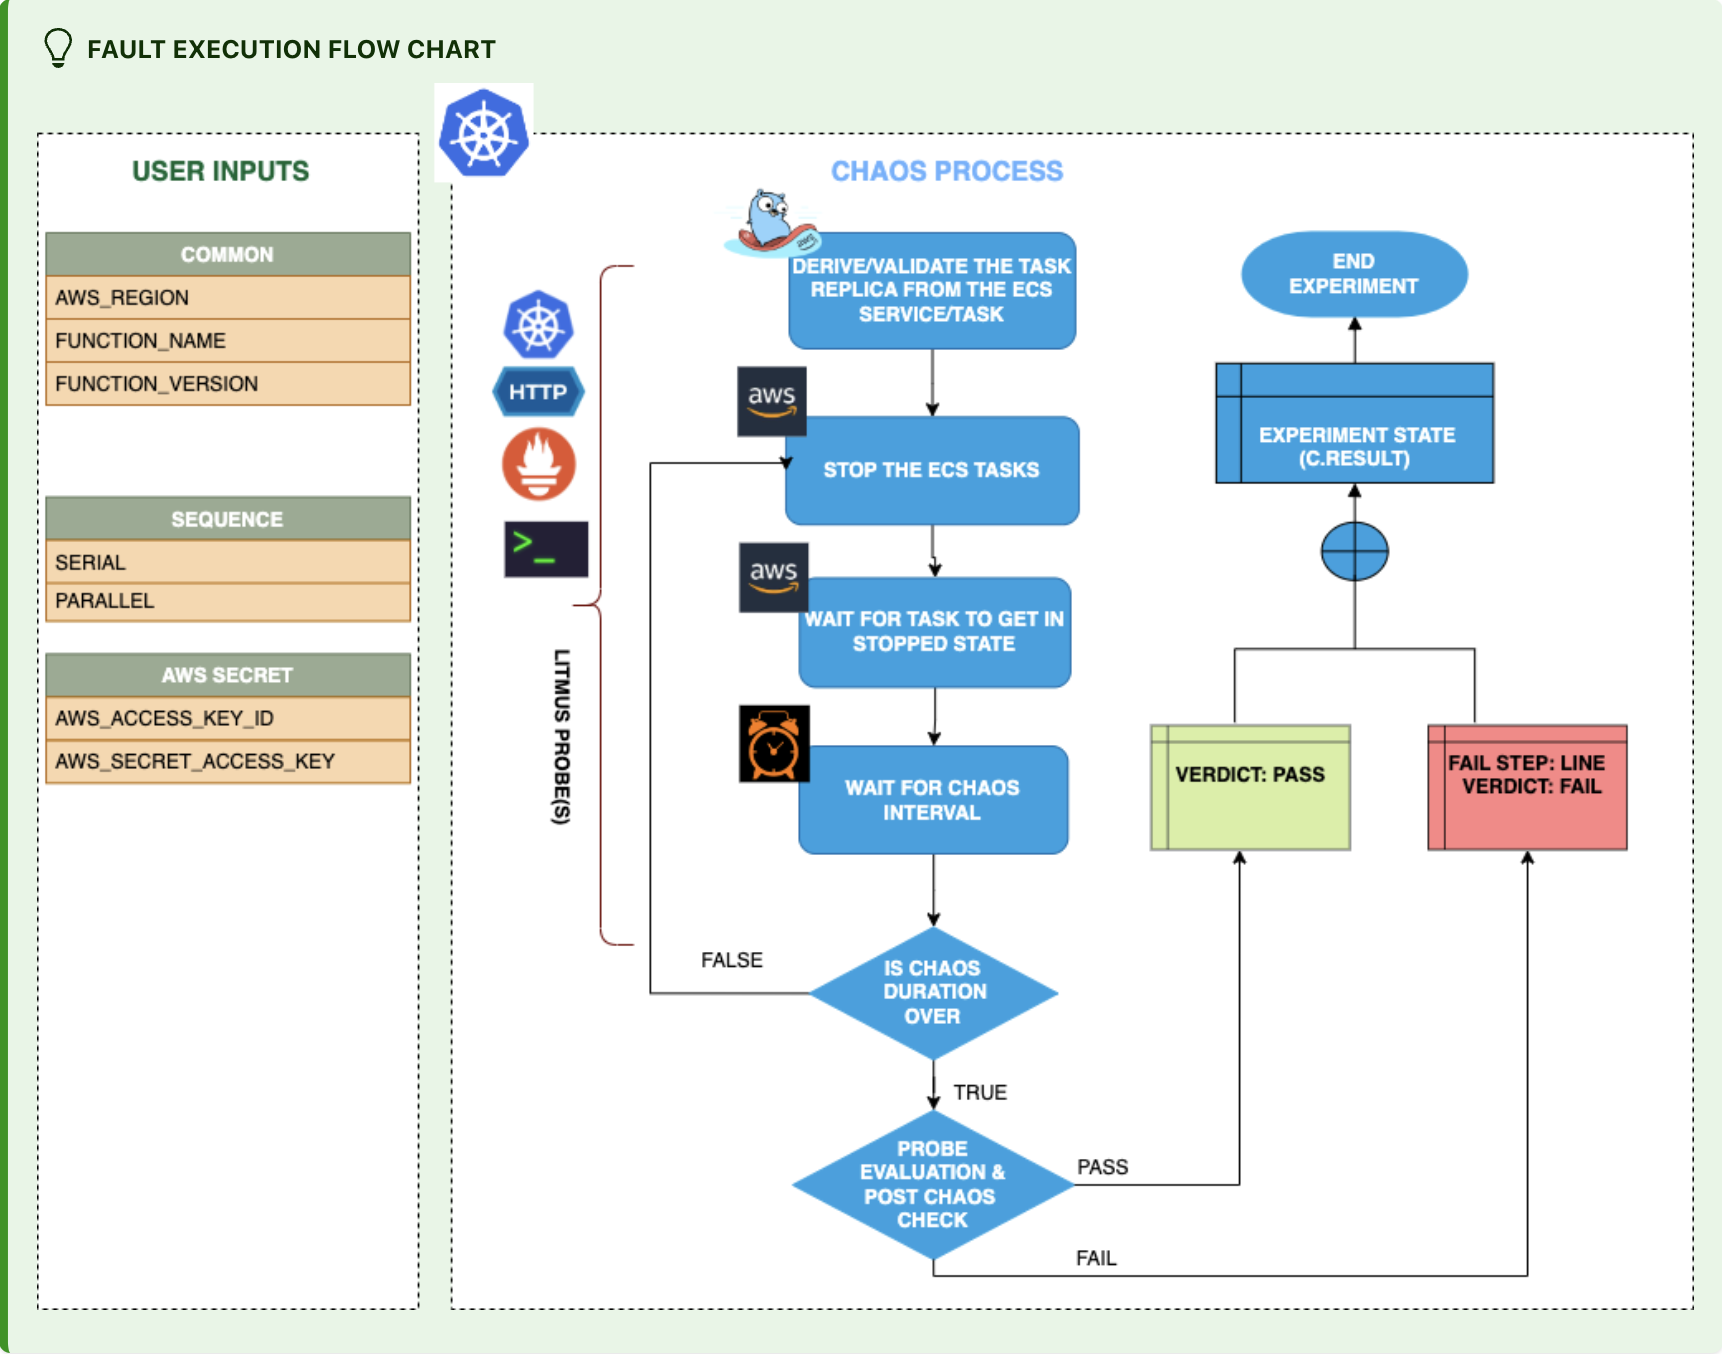 FAULT EXECUTION FLOW CHART
USER INPUTS
COMMON
AWS_REGION
FUNCTION_NAME
FUNCTION_VERSION
SEQUENCE
SERIAL
PARALLEL
AWS SECRET
AWS_ACCESS_KEY_ID
AWS_SECRET_ACCESS_KEY
CHAOS PROCESS
HTTP
>_
LITMUS PROBE(S)
aws
DERIVE/VALIDATE THE TASK
REPLICA FROM THE ECS
SERVICE/TASK
aws
STOP THE ECS TASKS
aws
WAIT FOR TASK TO GET IN
STOPPED STATE
WAIT FOR CHAOS
INTERVAL
IS CHAOS
DURATION
OVER
FALSE
TRUE
PROBE
EVALUATION &
POST CHAOS
CHECK
PASS
FAIL
END
EXPERIMENT
EXPERIMENT STATE
(C.RESULT)
VERDICT: PASS
FAIL STEP: LINE
VERDICT: FAIL